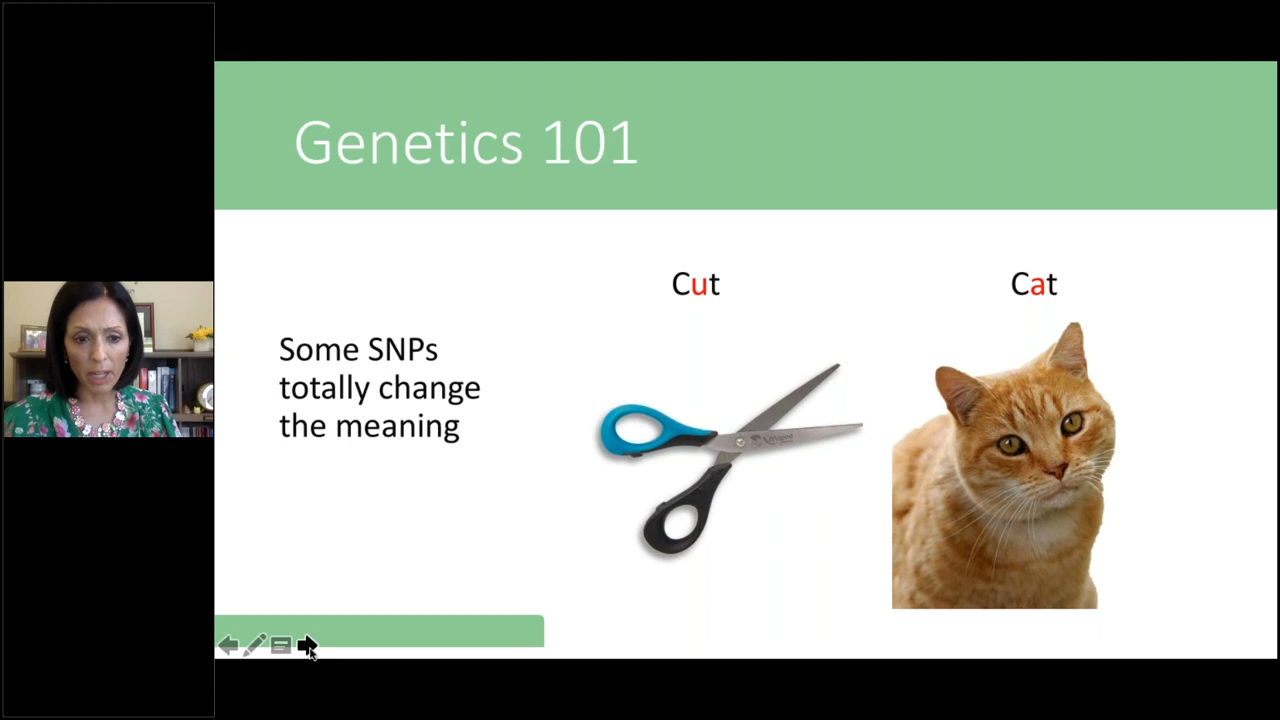 Genetics 101
Cut
Cat
Some SNPs
totally change
the meaning